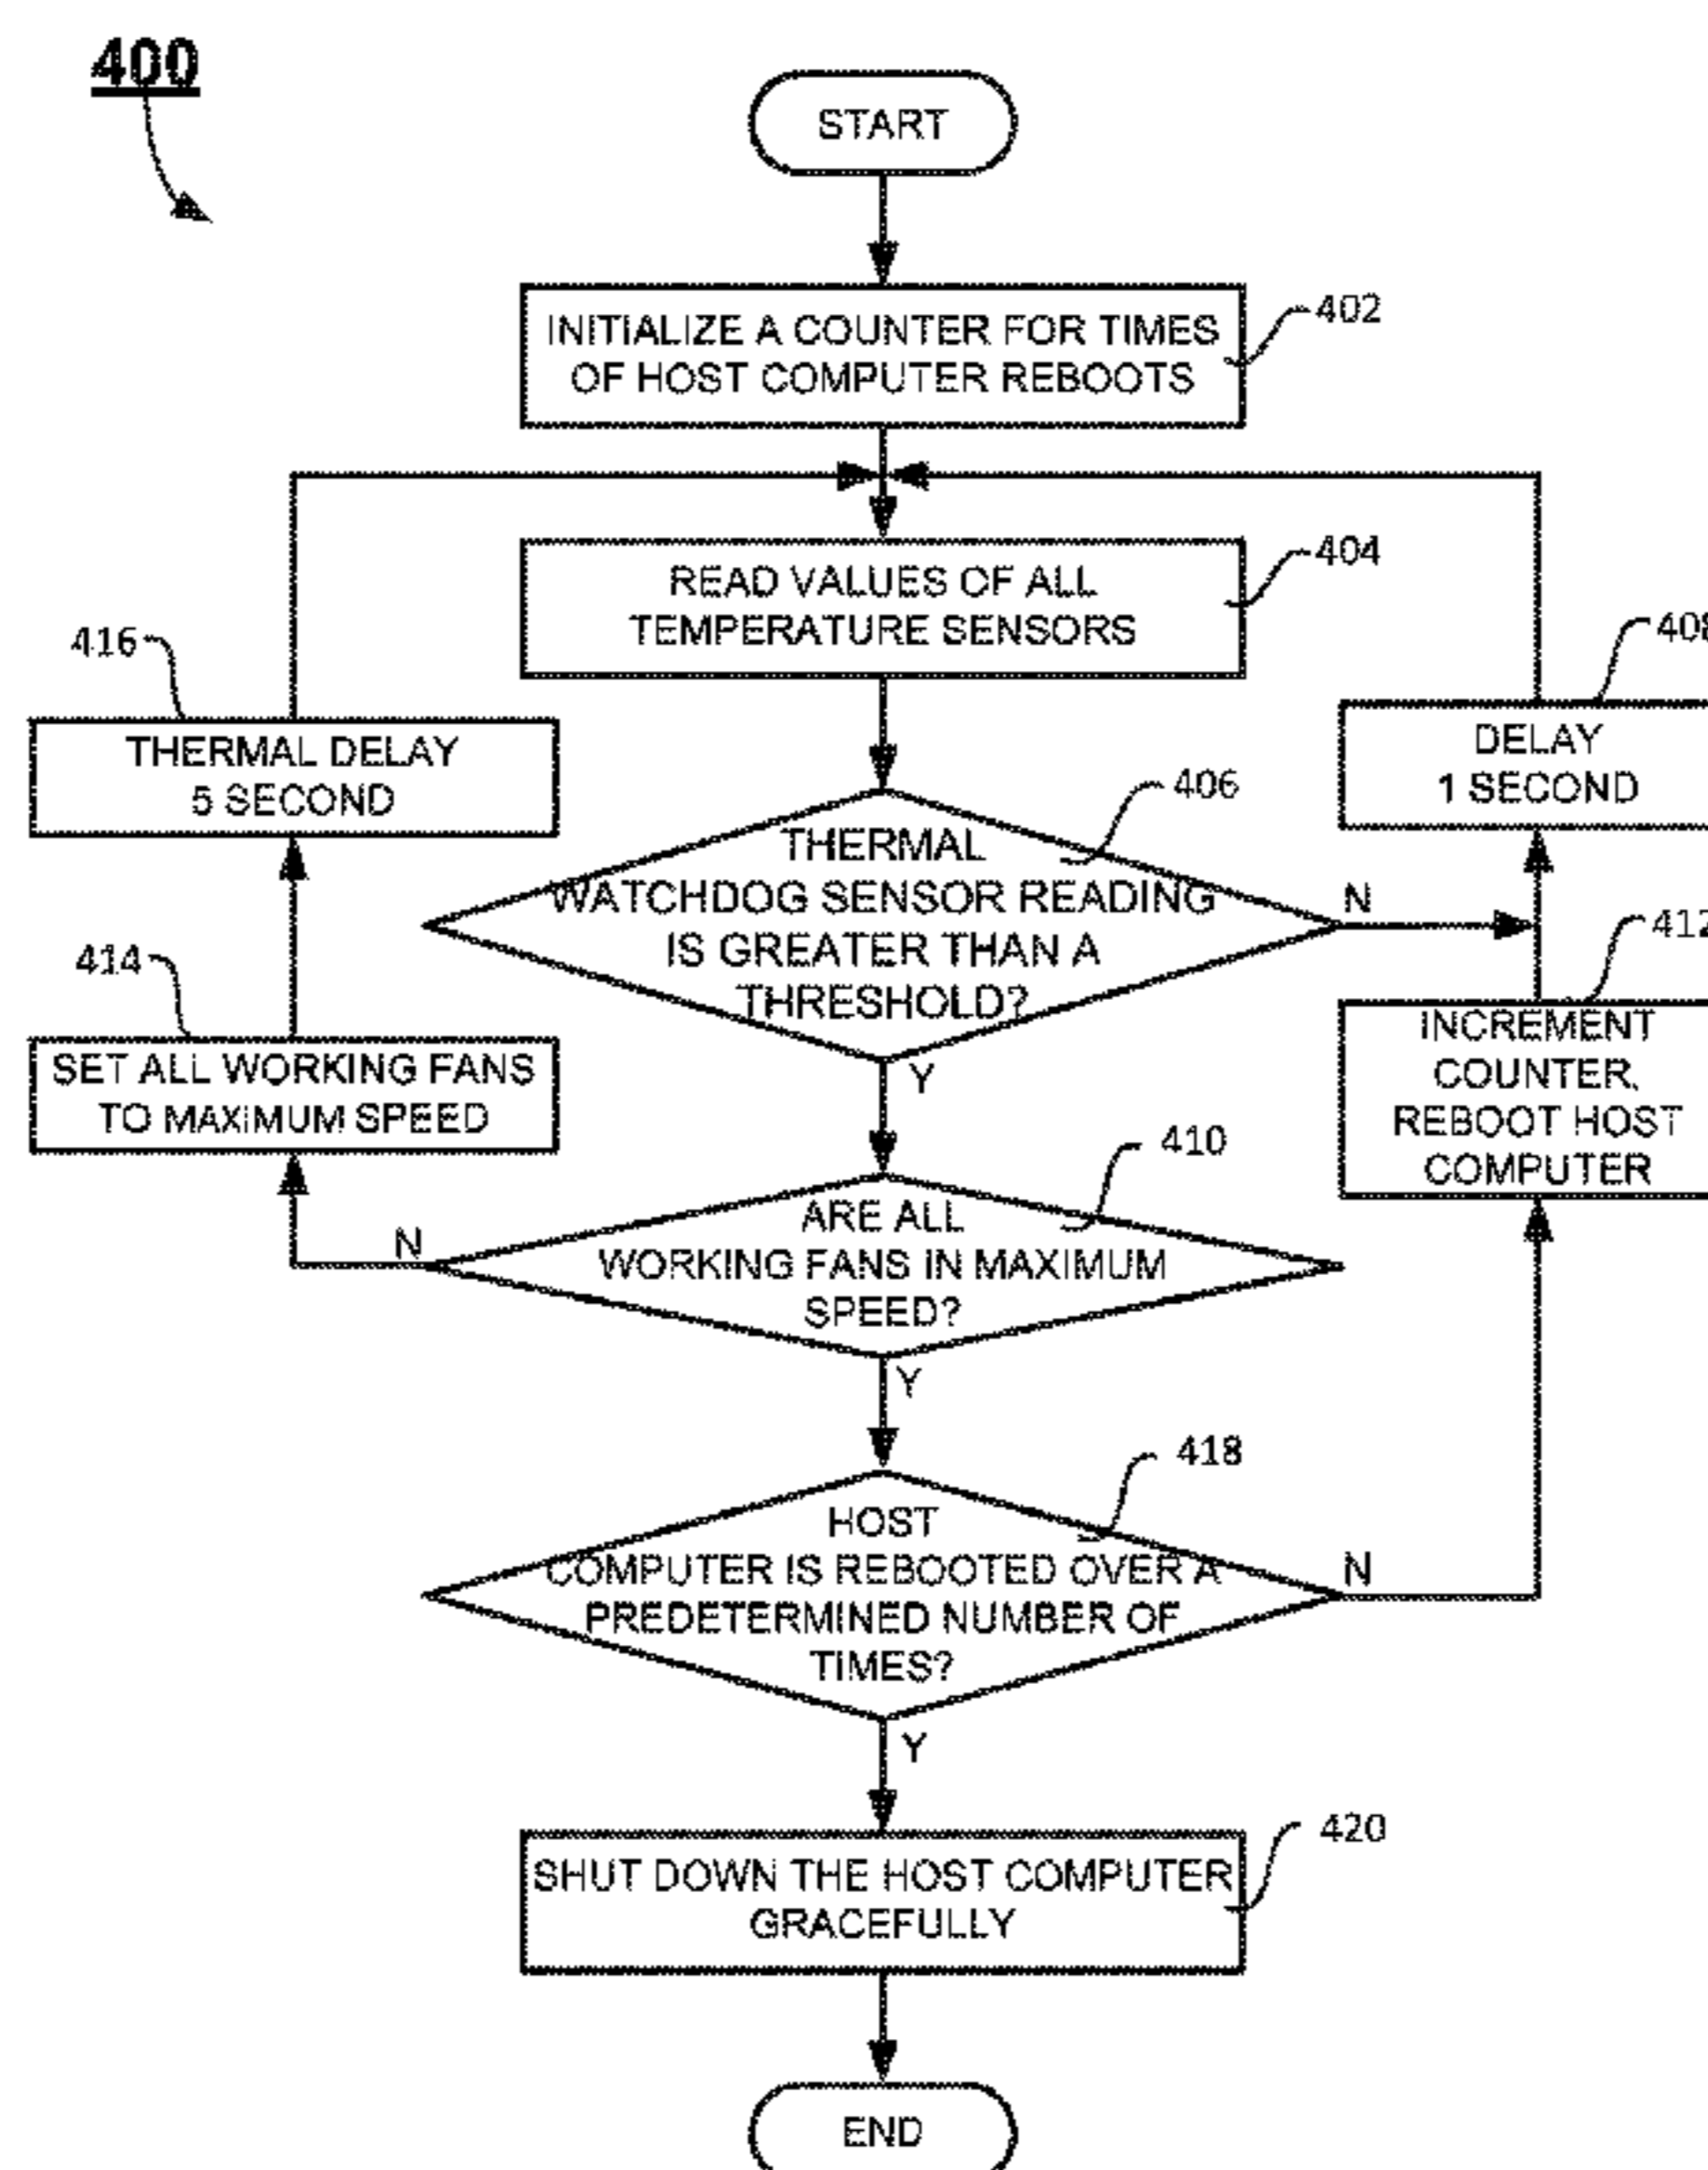 400
START
INITIALIZE A COUNTER FOR TIMES
OF HOST COMPUTER REBOOTS
402
READ VALUES OF ALL
TEMPERATURE SENSORS
404
416
THERMAL DELAY
5 SECOND
408
DELAY
1 SECOND
406
THERMAL
WATCHDOG SENSOR READING
IS GREATER THAN A
THRESHOLD?
N
Y
412
INCREMENT
COUNTER,
REBOOT HOST
COMPUTER
414
SET ALL WORKING FANS
TO MAXIMUM SPEED
410
ARE ALL
WORKING FANS IN MAXIMUM
SPEED?
N
Y
418
HOST
COMPUTER IS REBOOTED OVER A
PREDETERMINED NUMBER OF
TIMES?
N
Y
420
SHUT DOWN THE HOST COMPUTER
GRACEFULLY
END